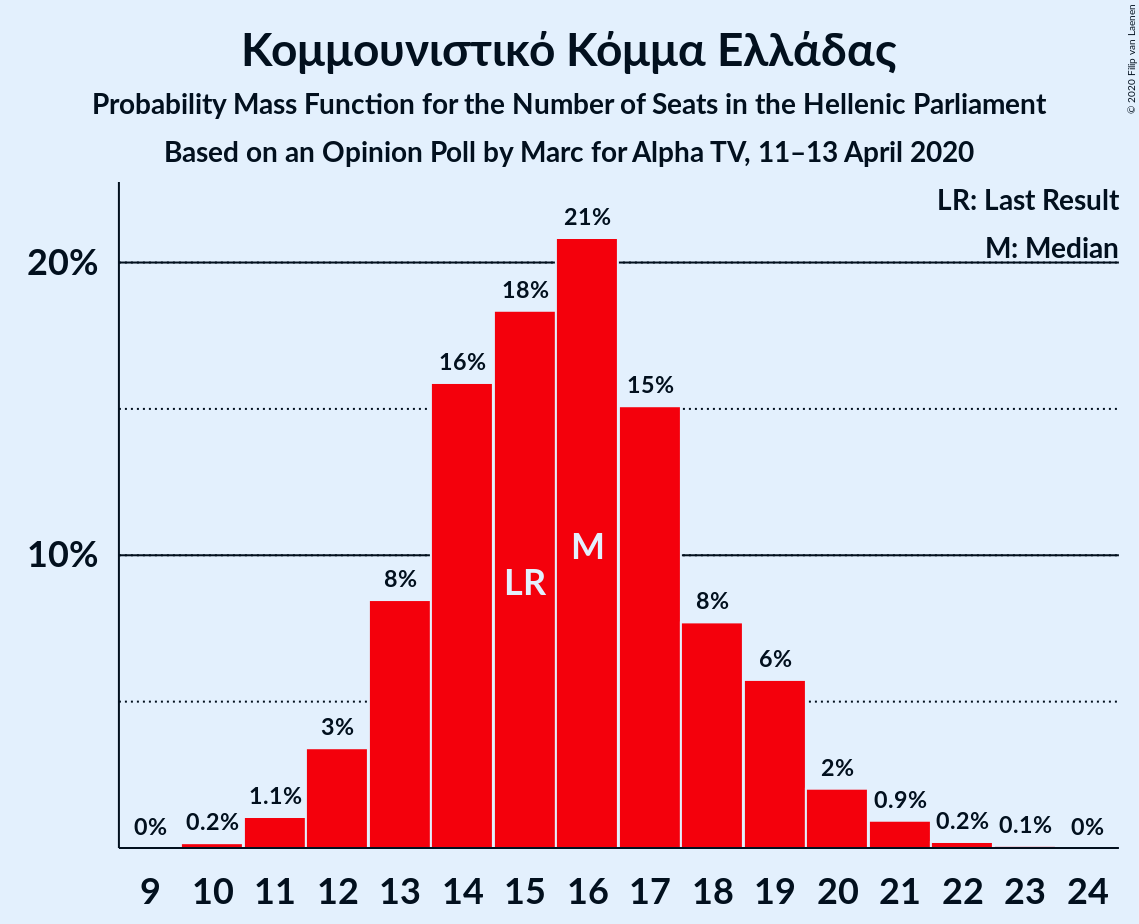 Κομμουνιστικό Κόμμα Ελλάδας
Probability Mass Function for the Number of Seats in the Hellenic Parliament
Based on an Opinion Poll by Marc for Alpha TV, 11–13 April 2020
© 2020 Filip van Laenen
LR: Last Result
M: Median
20%
10%
0%
0.2%
1.1%
3%
8%
16%
18%
21%
15%
8%
6%
2%
0.9%
0.2%
0.1%
0%
LR
M
9 10 11 12 13 14 15 16 17 18 19 20 21 22 23 24